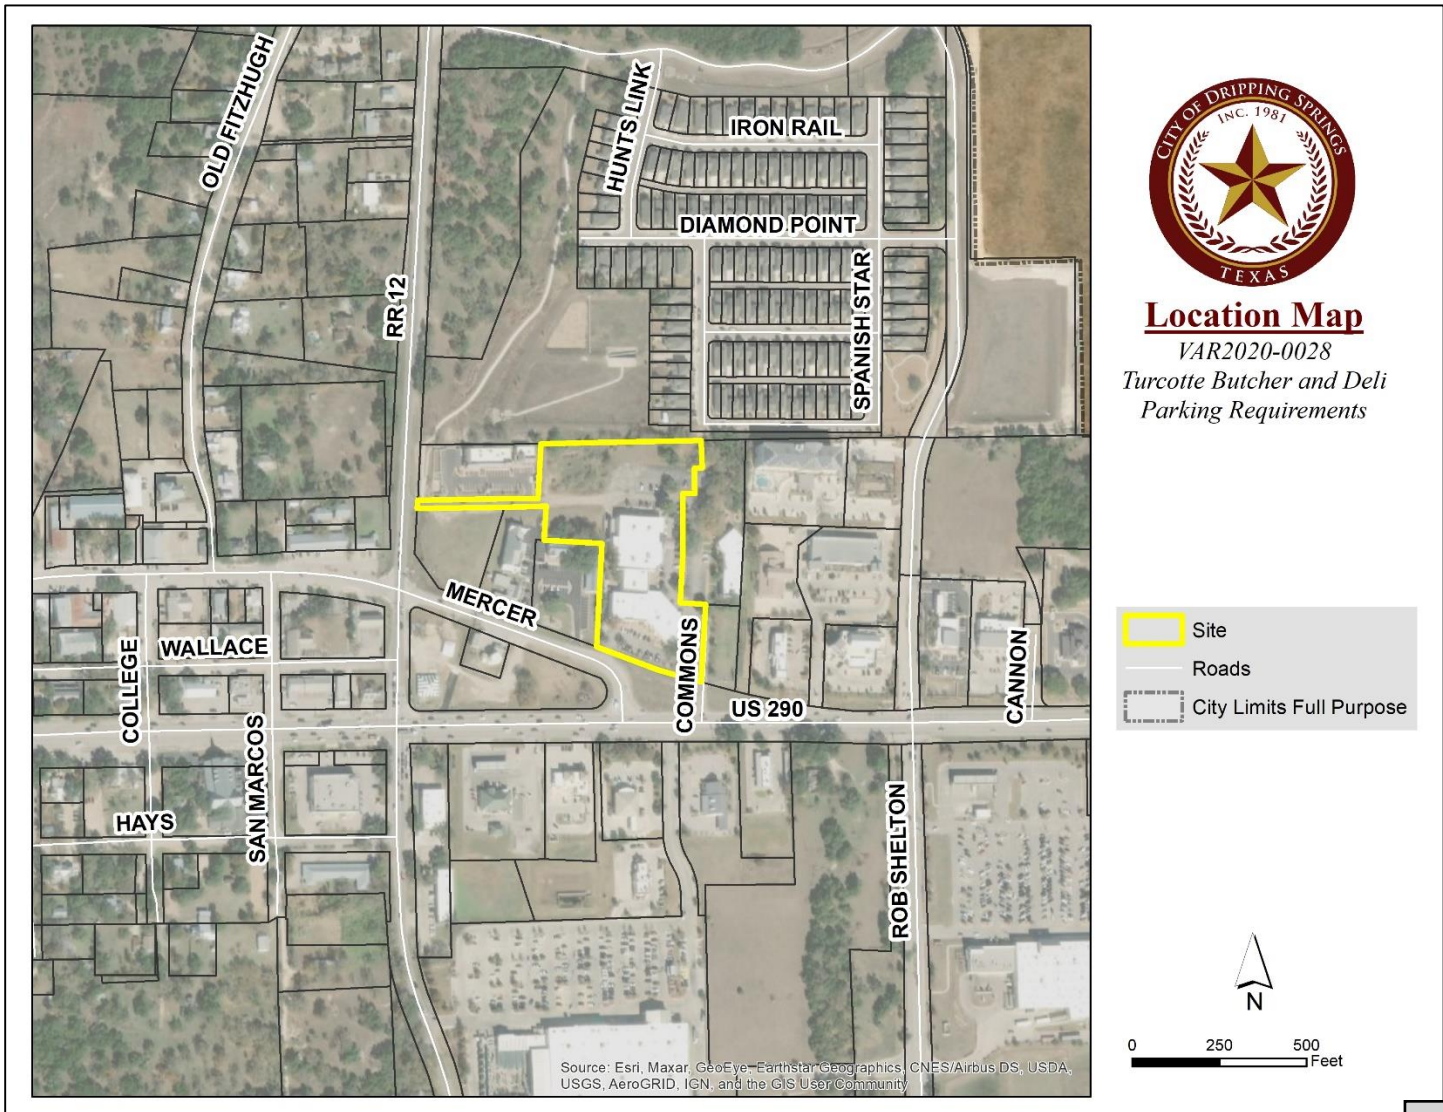 OLD FITZHUGH
RR 12
HUNTS LINK
IRON RAIL
DIAMOND POINT
SPANISH STAR
MERCER
WALLACE
COLLEGE
SAN MARCOS
HAYS
COMMONS
US 290
CANNON
ROB SHELTON
Source: Esri, Maxar, GeoEye, Earthstar Geographics, CNES/Airbus DS, USDA,
USGS, AeroGRID, IGN, and the GIS User Community
CITY OF DRIPPING SPRINGS
INC. 1981
TEXAS
Location Map
VAR2020-0028
Turcotte Butcher and Deli
Parking Requirements
Site
Roads
City Limits Full Purpose
N
0 250 500
Feet